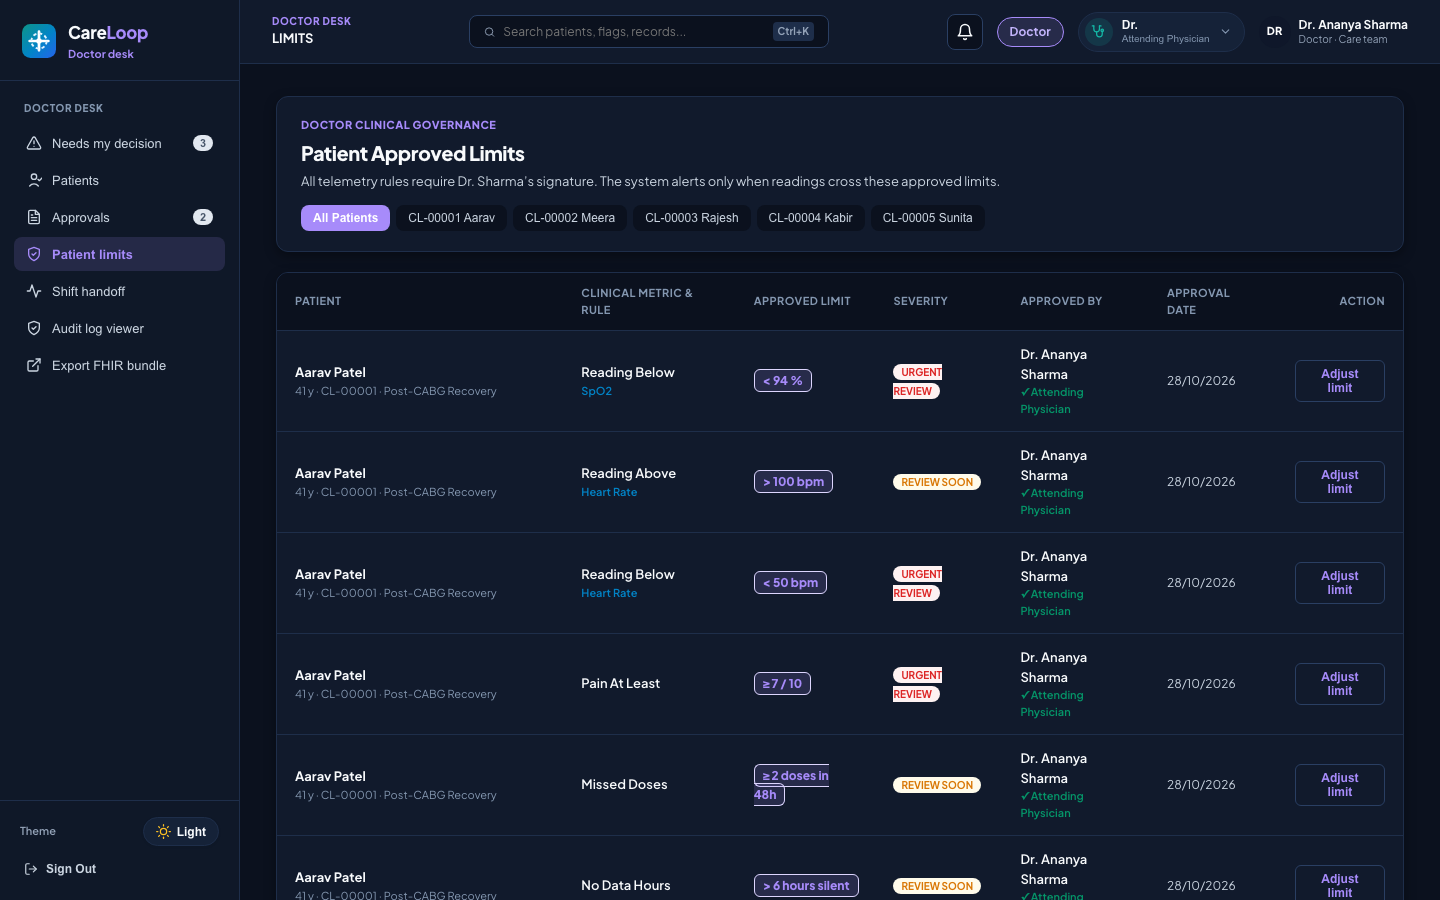 CareLoop
Doctor desk
DOCTOR DESK
Needs my decision 3
Patients
Approvals 2
Patient limits
Shift handoff
Audit log viewer
Export FHIR bundle
Theme Light
Sign Out
DOCTOR DESK
LIMITS
Search patients, flags, records... Ctrl+K
Doctor
Dr.
Attending Physician
DR
Dr. Ananya Sharma
Doctor · Care team
DOCTOR CLINICAL GOVERNANCE
Patient Approved Limits
All telemetry rules require Dr. Sharma's signature. The system alerts only when readings cross these approved limits.
All Patients CL-00001 Aarav CL-00002 Meera CL-00003 Rajesh CL-00004 Kabir CL-00005 Sunita
PATIENT CLINICAL METRIC & RULE APPROVED LIMIT SEVERITY APPROVED BY APPROVAL DATE ACTION
Aarav Patel
41 y · CL-00001 · Post-CABG Recovery
Reading Below
SpO2
< 94 %
URGENT
REVIEW
Dr. Ananya
Sharma
✓Attending
Physician
28/10/2026
Adjust
limit
Aarav Patel
41 y · CL-00001 · Post-CABG Recovery
Reading Above
Heart Rate
> 100 bpm
REVIEW SOON
Dr. Ananya
Sharma
✓Attending
Physician
28/10/2026
Adjust
limit
Aarav Patel
41 y · CL-00001 · Post-CABG Recovery
Reading Below
Heart Rate
< 50 bpm
URGENT
REVIEW
Dr. Ananya
Sharma
✓Attending
Physician
28/10/2026
Adjust
limit
Aarav Patel
41 y · CL-00001 · Post-CABG Recovery
Pain At Least
≥ 7 / 10
URGENT
REVIEW
Dr. Ananya
Sharma
✓Attending
Physician
28/10/2026
Adjust
limit
Aarav Patel
41 y · CL-00001 · Post-CABG Recovery
Missed Doses
≥ 2 doses in
48h
REVIEW SOON
Dr. Ananya
Sharma
✓Attending
Physician
28/10/2026
Adjust
limit
Aarav Patel
41 y · CL-00001 · Post-CABG Recovery
No Data Hours
> 6 hours silent
REVIEW SOON
Dr. Ananya
Sharma
✓Attending
28/10/2026
Adjust
limit